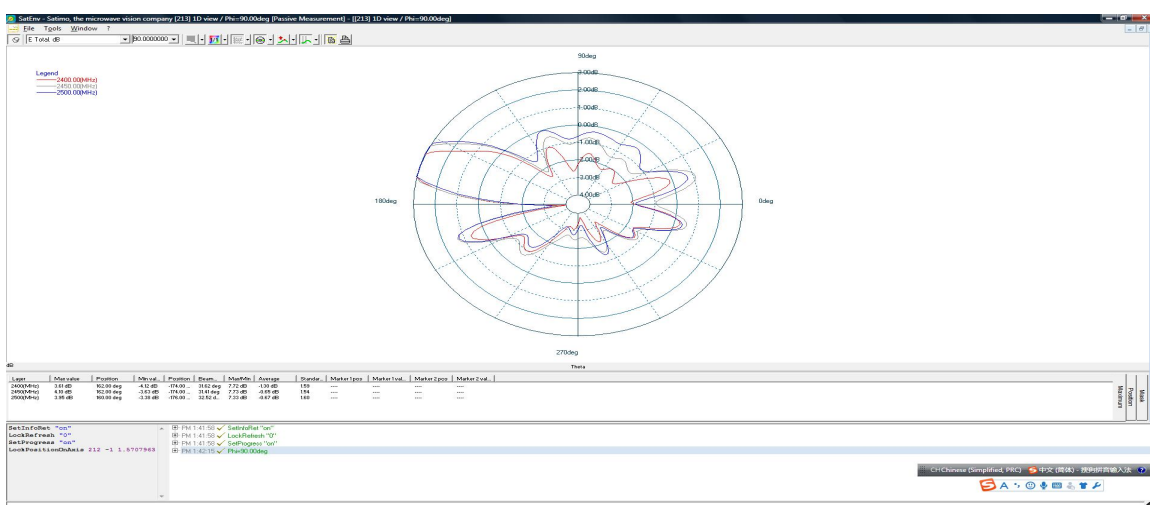 SatEnv - Satimo, the microwave vision company [213] 1D view / Phi=90.00deg [Passive Measurement] - [[213] 1D view / Phi=90.00deg]
File Tools Window ?
E Total dB 90.0000000
90deg
Legend
2400.00(MHz)
2450.00(MHz)
2500.00(MHz)
3.00dB
2.00dB
1.00dB
0.00dB
-1.00dB
-2.00dB
-3.00dB
-4.00dB
180deg
0deg
270deg
dB
Theta
Layer Max value Position Min val... Position Beam... Max/Min Average Standar... Marker 1 pos Marker 1 val... Marker 2 pos Marker 2 val...
2400(MHz) 3.61 dB 162.00 deg -4.12 dB -174.00 ... 31.62 deg 7.72 dB -1.30 dB 1.59 ---- ---- ---- ----
2450(MHz) 4.10 dB 162.00 deg -3.63 dB -174.00 ... 31.41 deg 7.73 dB -0.65 dB 1.94 ---- ---- ---- ----
2500(MHz) 3.95 dB 160.00 deg -3.38 dB -176.00 ... 32.52 d... 7.33 dB -0.67 dB 1.60 ---- ---- ---- ----
Maximum
Position
Mask
SetInfoRet "on"
LockRefresh "0"
SetProgress "on"
LockPositionOnAxis 212 -1 1.5707963
PM 1:41:58 SetInfoRet "on"
PM 1:41:58 LockRefresh "0"
PM 1:41:58 SetProgress "on"
PM 1:42:15 Phi=90.00deg
CH Chinese (Simplified, PRC) 中文 (简体) - 搜狗拼音输入法